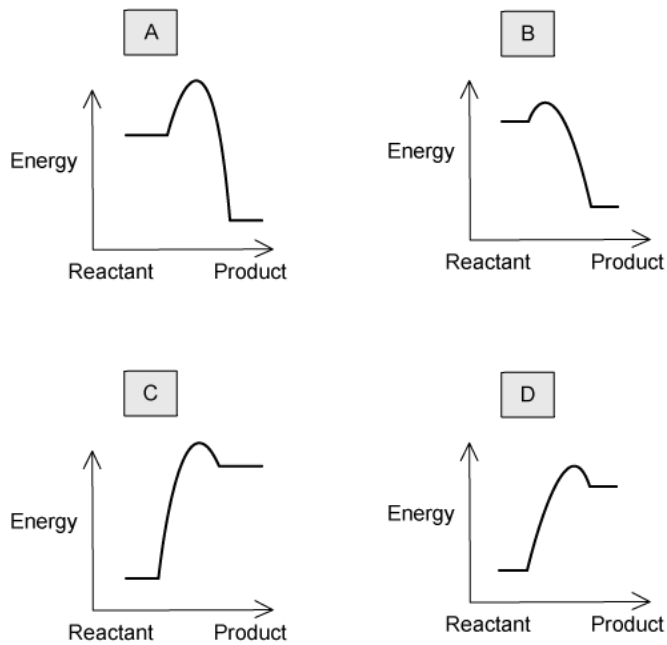 A
B
Energy
Energy
Reactant
Product
Reactant
Product
C
D
Energy
Energy
Reactant
Product
Reactant
Product